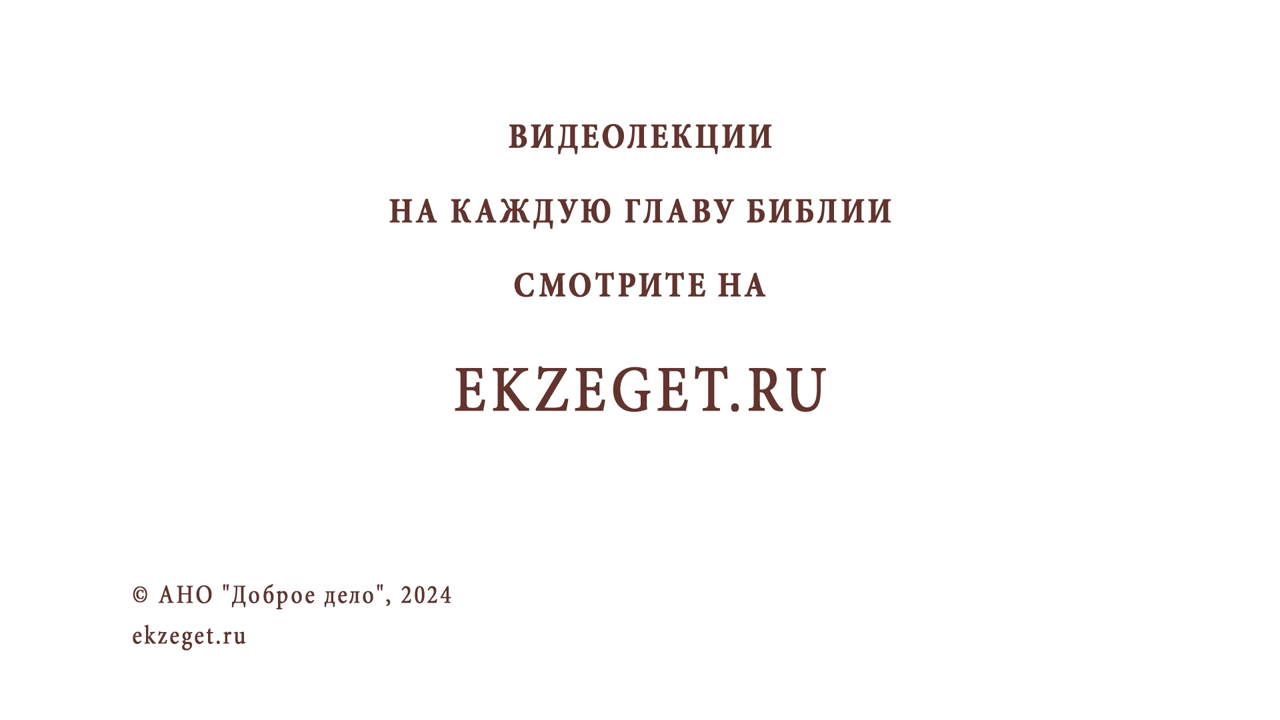 ВИДЕОЛЕКЦИИ
НА КАЖДУЮ ГЛАВУ БИБЛИИ
СМОТРИТЕ НА
EKZEGET.RU
© АНО "Доброе дело", 2024
ekzeget.ru